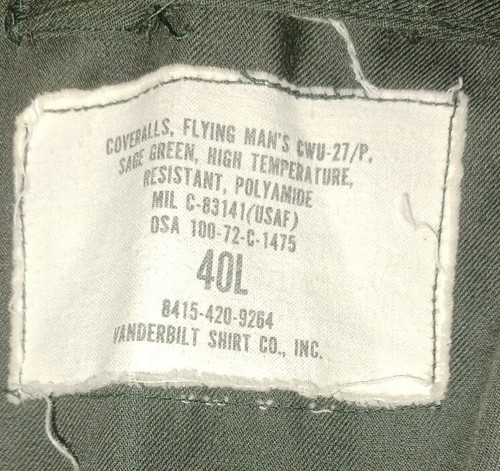 COVERALLS, FLYING MAN'S CWU-27/P,
SAGE GREEN, HIGH TEMPERATURE,
RESISTANT, POLYAMIDE
MIL C-83141(USAF)
DSA 100-72-C-1475
40L
8415-420-9264
VANDERBILT SHIRT CO., INC.